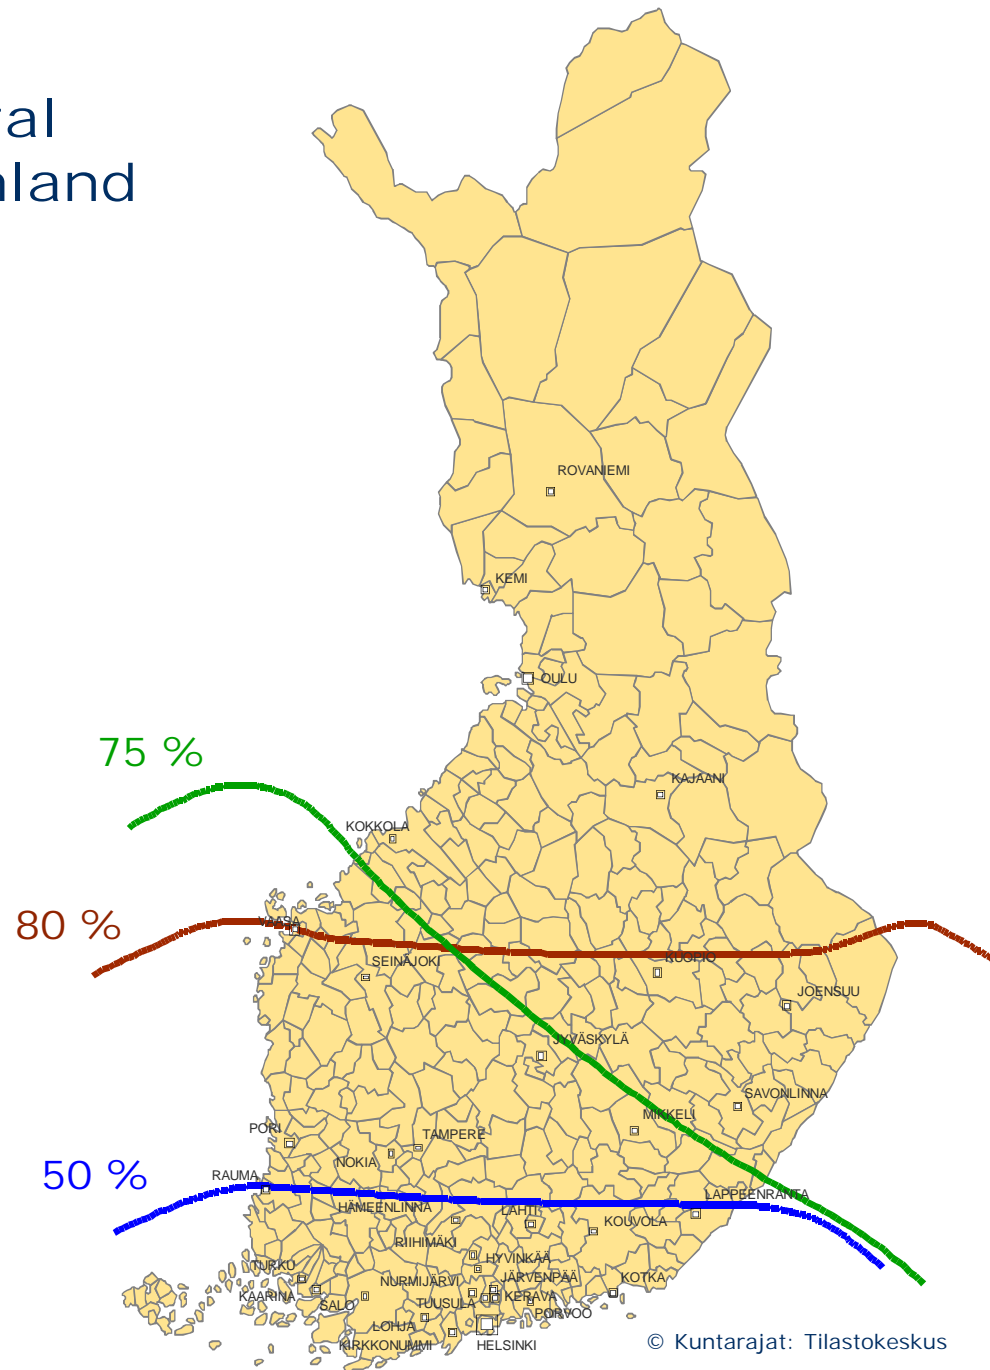 ROVANIEMI
KEMI
OULU
75 %
KAJAANI
KOKKOLA
80 %
VAASA
SEINÄJOKI
KUOPIO
JOENSUU
JYVÄSKYLÄ
SAVONLINNA
MIKKELI
PORI
TAMPERE
NOKIA
50 %
RAUMA
LAPPEENRANTA
HÄMEENLINNA
LAHTI
KOUVOLA
RIIHIMÄKI
HYVINKÄÄ
TURKU
NURMIJÄRVI
JÄRVENPÄÄ
KOTKA
KAARINA
SALO
TUUSULA
KERAVA
PORVOO
LOHJA
KIRKKONUMMI
HELSINKI
© Kuntarajat: Tilastokeskus